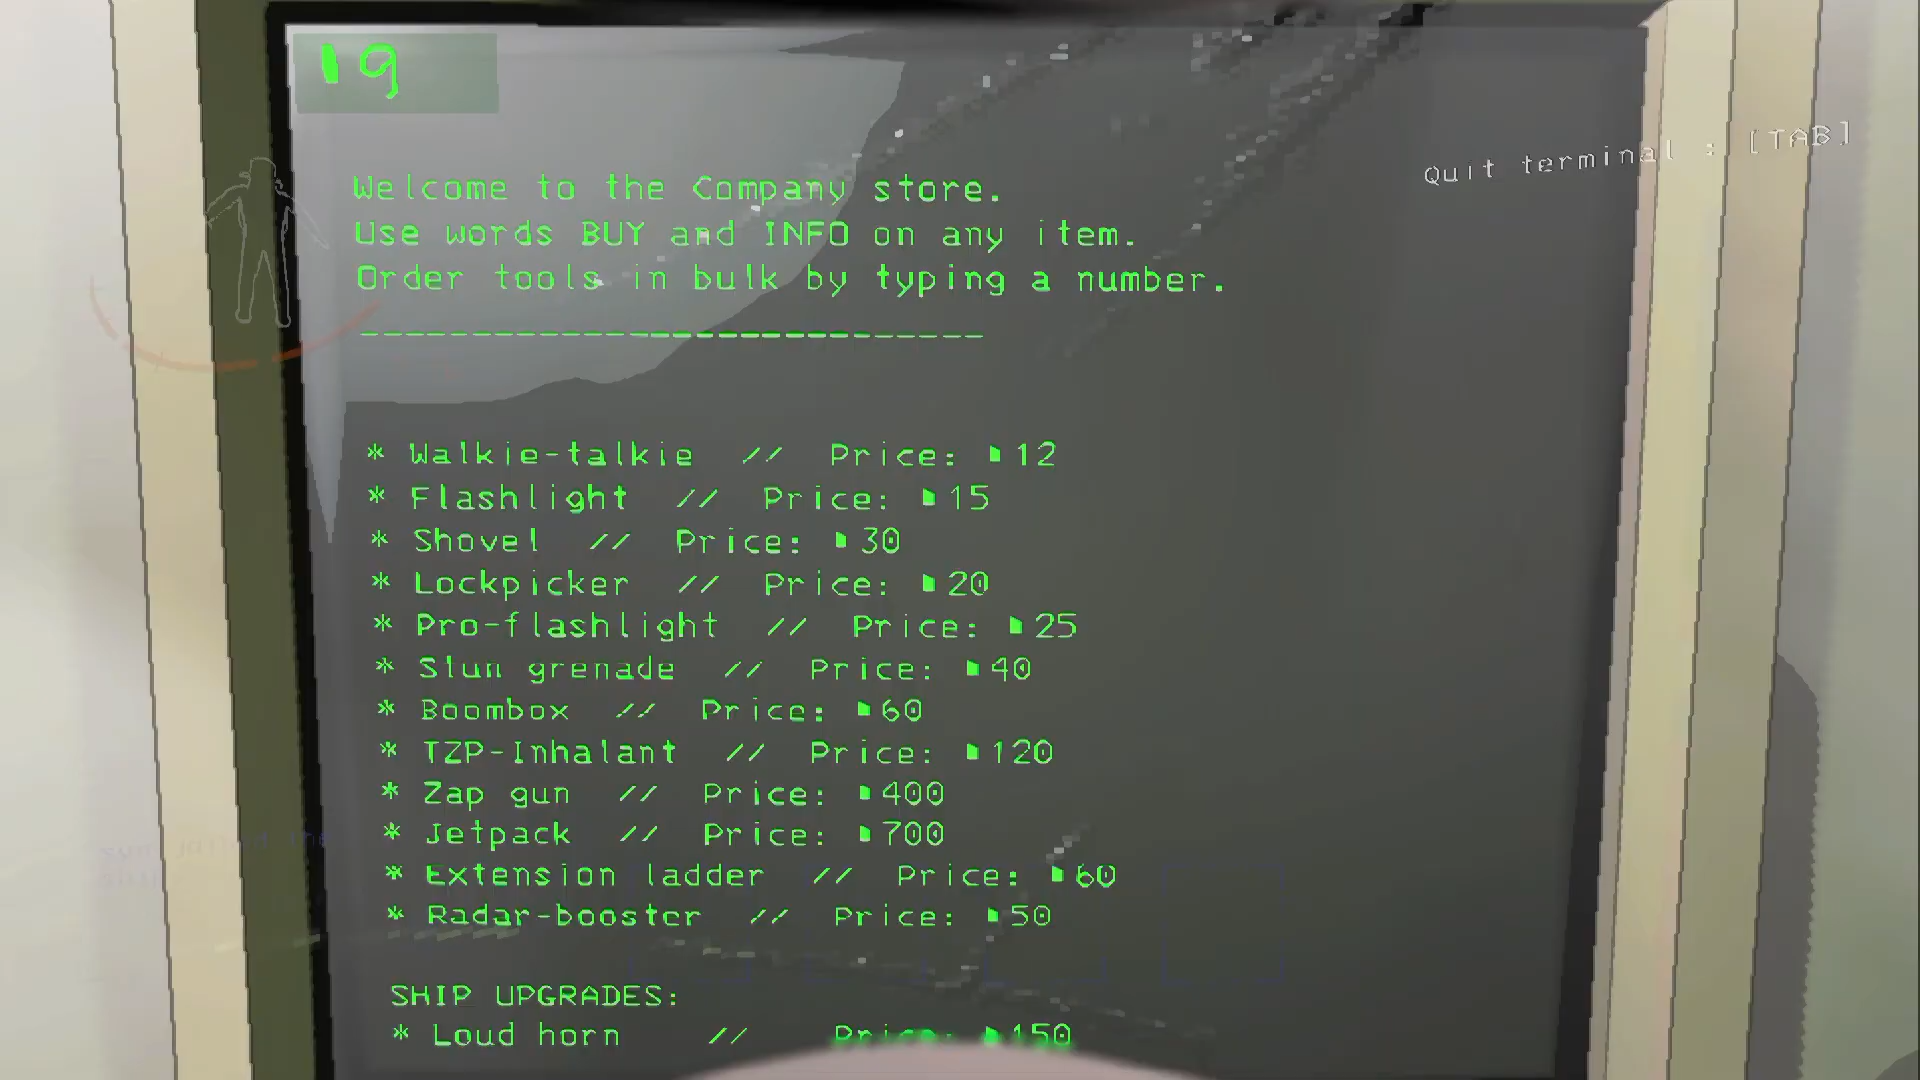 ▮9
Quit terminal : [TAB]
Welcome to the Company store.
Use words BUY and INFO on any item.
Order tools in bulk by typing a number.
-----------------------------
* Walkie-talkie // Price: ▮12
* Flashlight // Price: ▮15
* Shovel // Price: ▮30
* Lockpicker // Price: ▮20
* Pro-flashlight // Price: ▮25
* Stun grenade // Price: ▮40
* Boombox // Price: ▮60
* TZP-Inhalant // Price: ▮120
* Zap gun // Price: ▮400
* Jetpack // Price: ▮700
* Extension ladder // Price: ▮60
* Radar-booster // Price: ▮50
SHIP UPGRADES:
* Loud horn // Price: ▮150